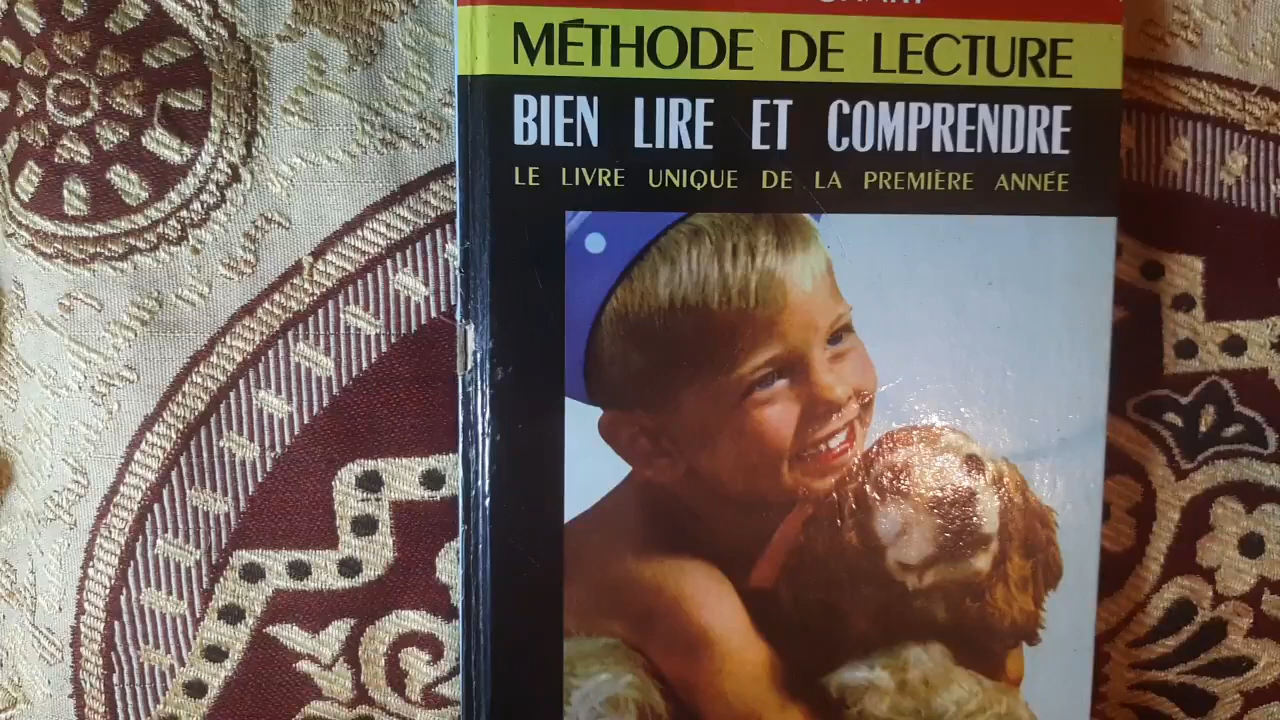 MÉTHODE DE LECTURE
BIEN LIRE ET COMPRENDRE
LE LIVRE UNIQUE DE LA PREMIÈRE ANNÉE